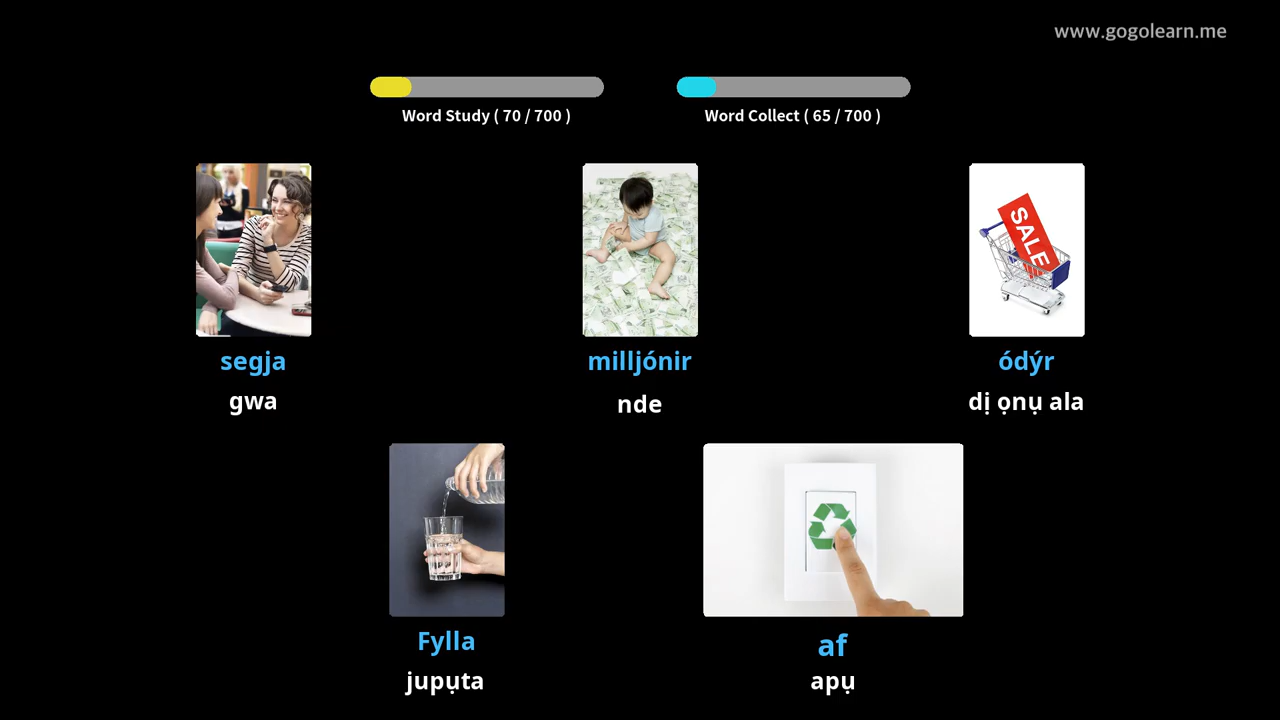 www.gogolearn.me
Word Study ( 70 / 700 )
Word Collect ( 65 / 700 )
SALE
segja
milljónir
ódýr
gwa
nde
dị ọnụ ala
Fylla
af
jupụta
apụ